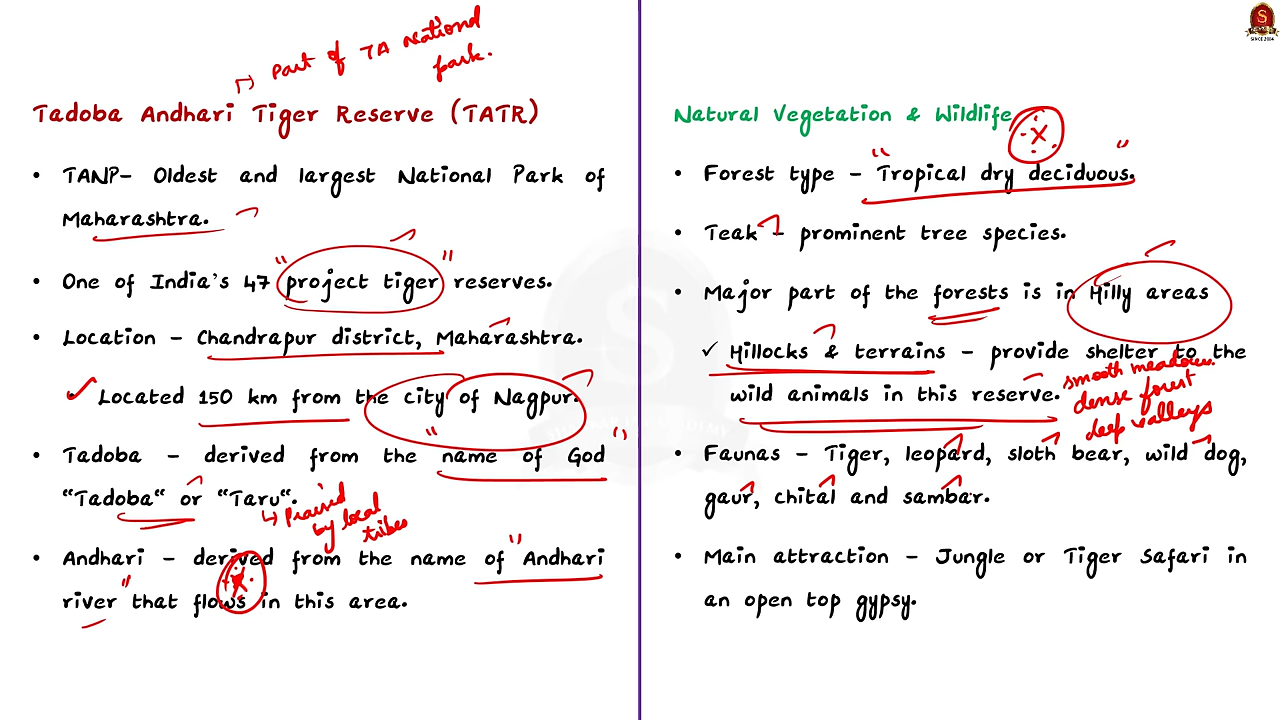 → Part of TA National
park.
Tadoba Andhari Tiger Reserve (TATR)
• TANP- Oldest and largest National Park of
Maharashtra.
• One of India's 47 "project tiger" reserves.
• Location - Chandrapur district, Maharashtra.
• Located 150 km from the city of Nagpur.
• Tadoba - derived from the "name of God"
"Tadoba" or "Taru".
↳ Praised
by local
tribes
• Andhari - derived from the name of "Andhari
river" that flows in this area.
Natural Vegetation & Wildlife
• Forest type - "Tropical dry deciduous".
• Teak - prominent tree species.
• Major part of the forests is in Hilly areas
✓ Hillocks & terrains - provide shelter to the
wild animals in this reserve.
smooth meadows.
dense forest
deep valleys
• Faunas - Tiger, leopard, sloth bear, wild dog,
gaur, chital and sambar.
• Main attraction - Jungle or Tiger Safari in
an open top gypsy.
S
SINCE 2004